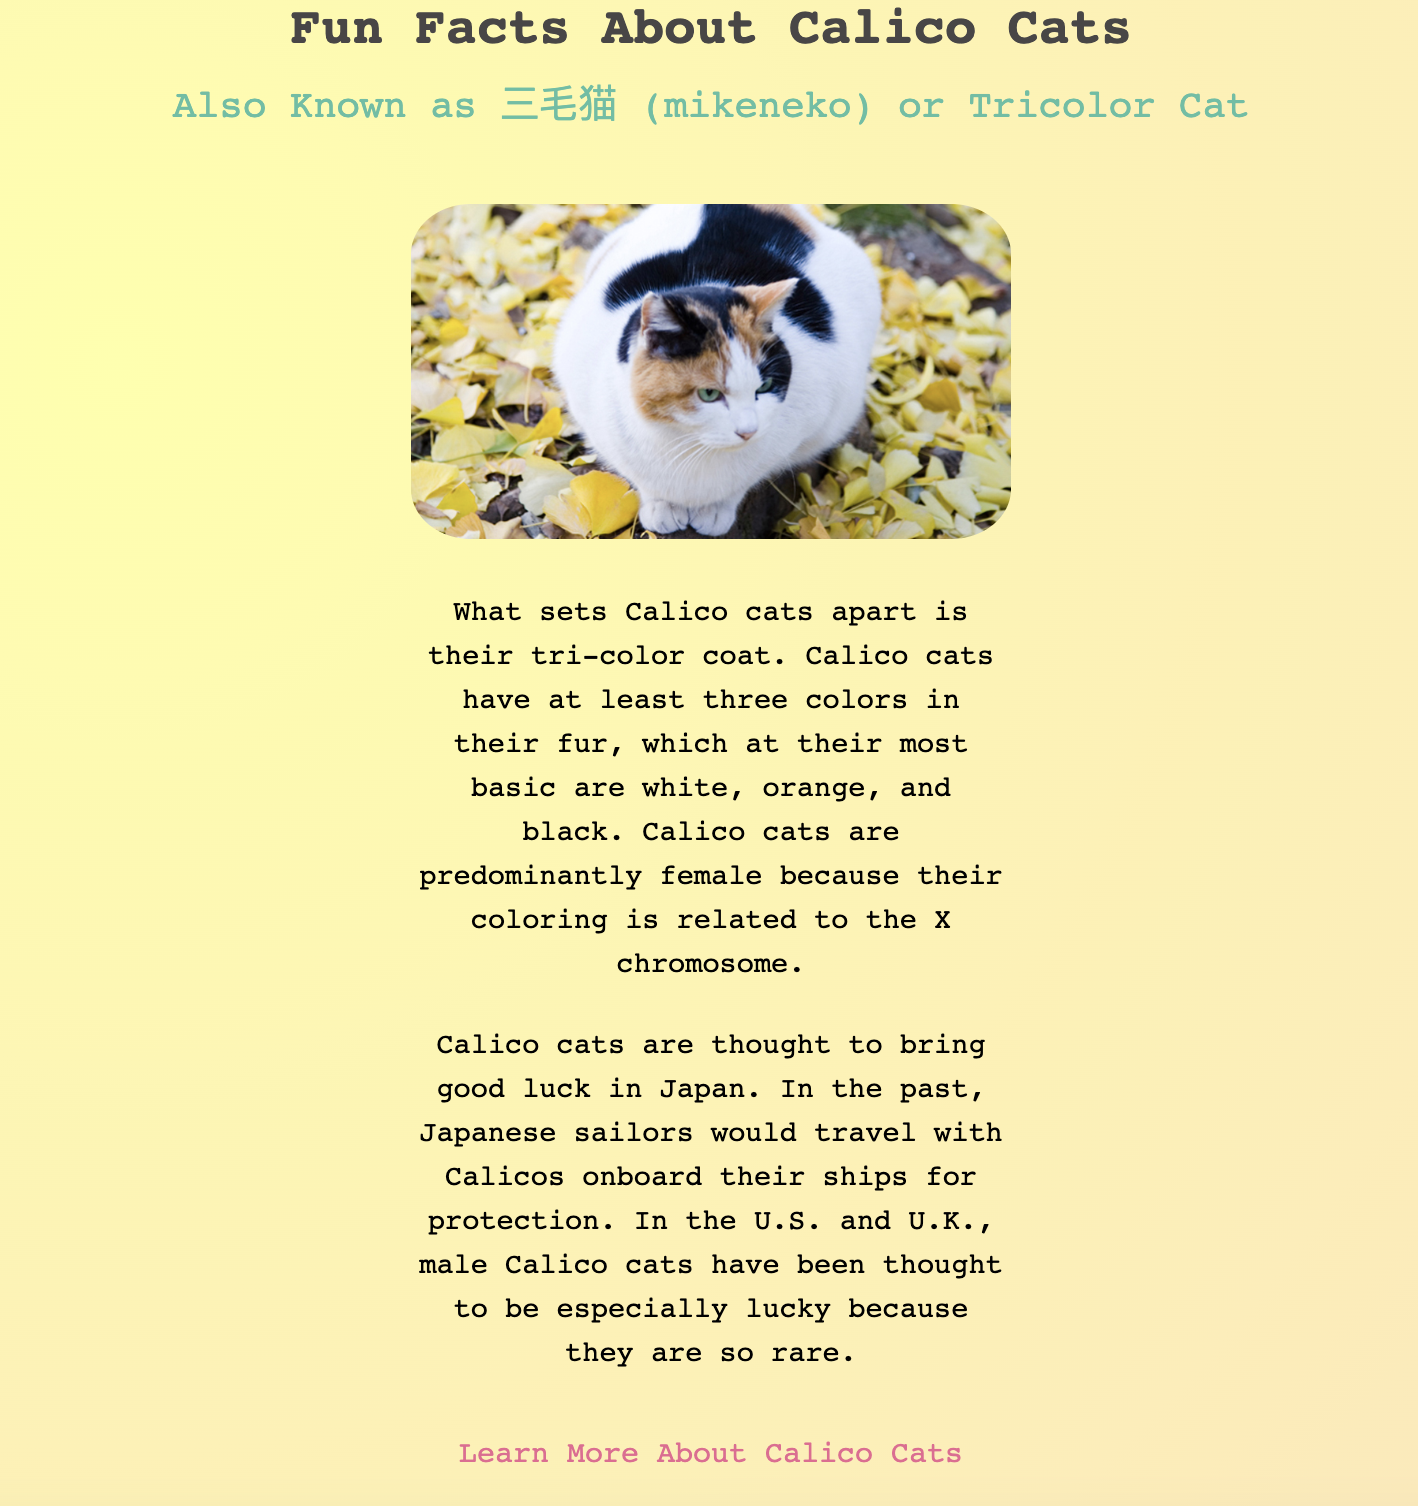 Fun Facts About Calico Cats
Also Known as 三毛猫 (mikeneko) or Tricolor Cat
What sets Calico cats apart is
their tri-color coat. Calico cats
have at least three colors in
their fur, which at their most
basic are white, orange, and
black. Calico cats are
predominantly female because their
coloring is related to the X
chromosome.
Calico cats are thought to bring
good luck in Japan. In the past,
Japanese sailors would travel with
Calicos onboard their ships for
protection. In the U.S. and U.K.,
male Calico cats have been thought
to be especially lucky because
they are so rare.
Learn More About Calico Cats